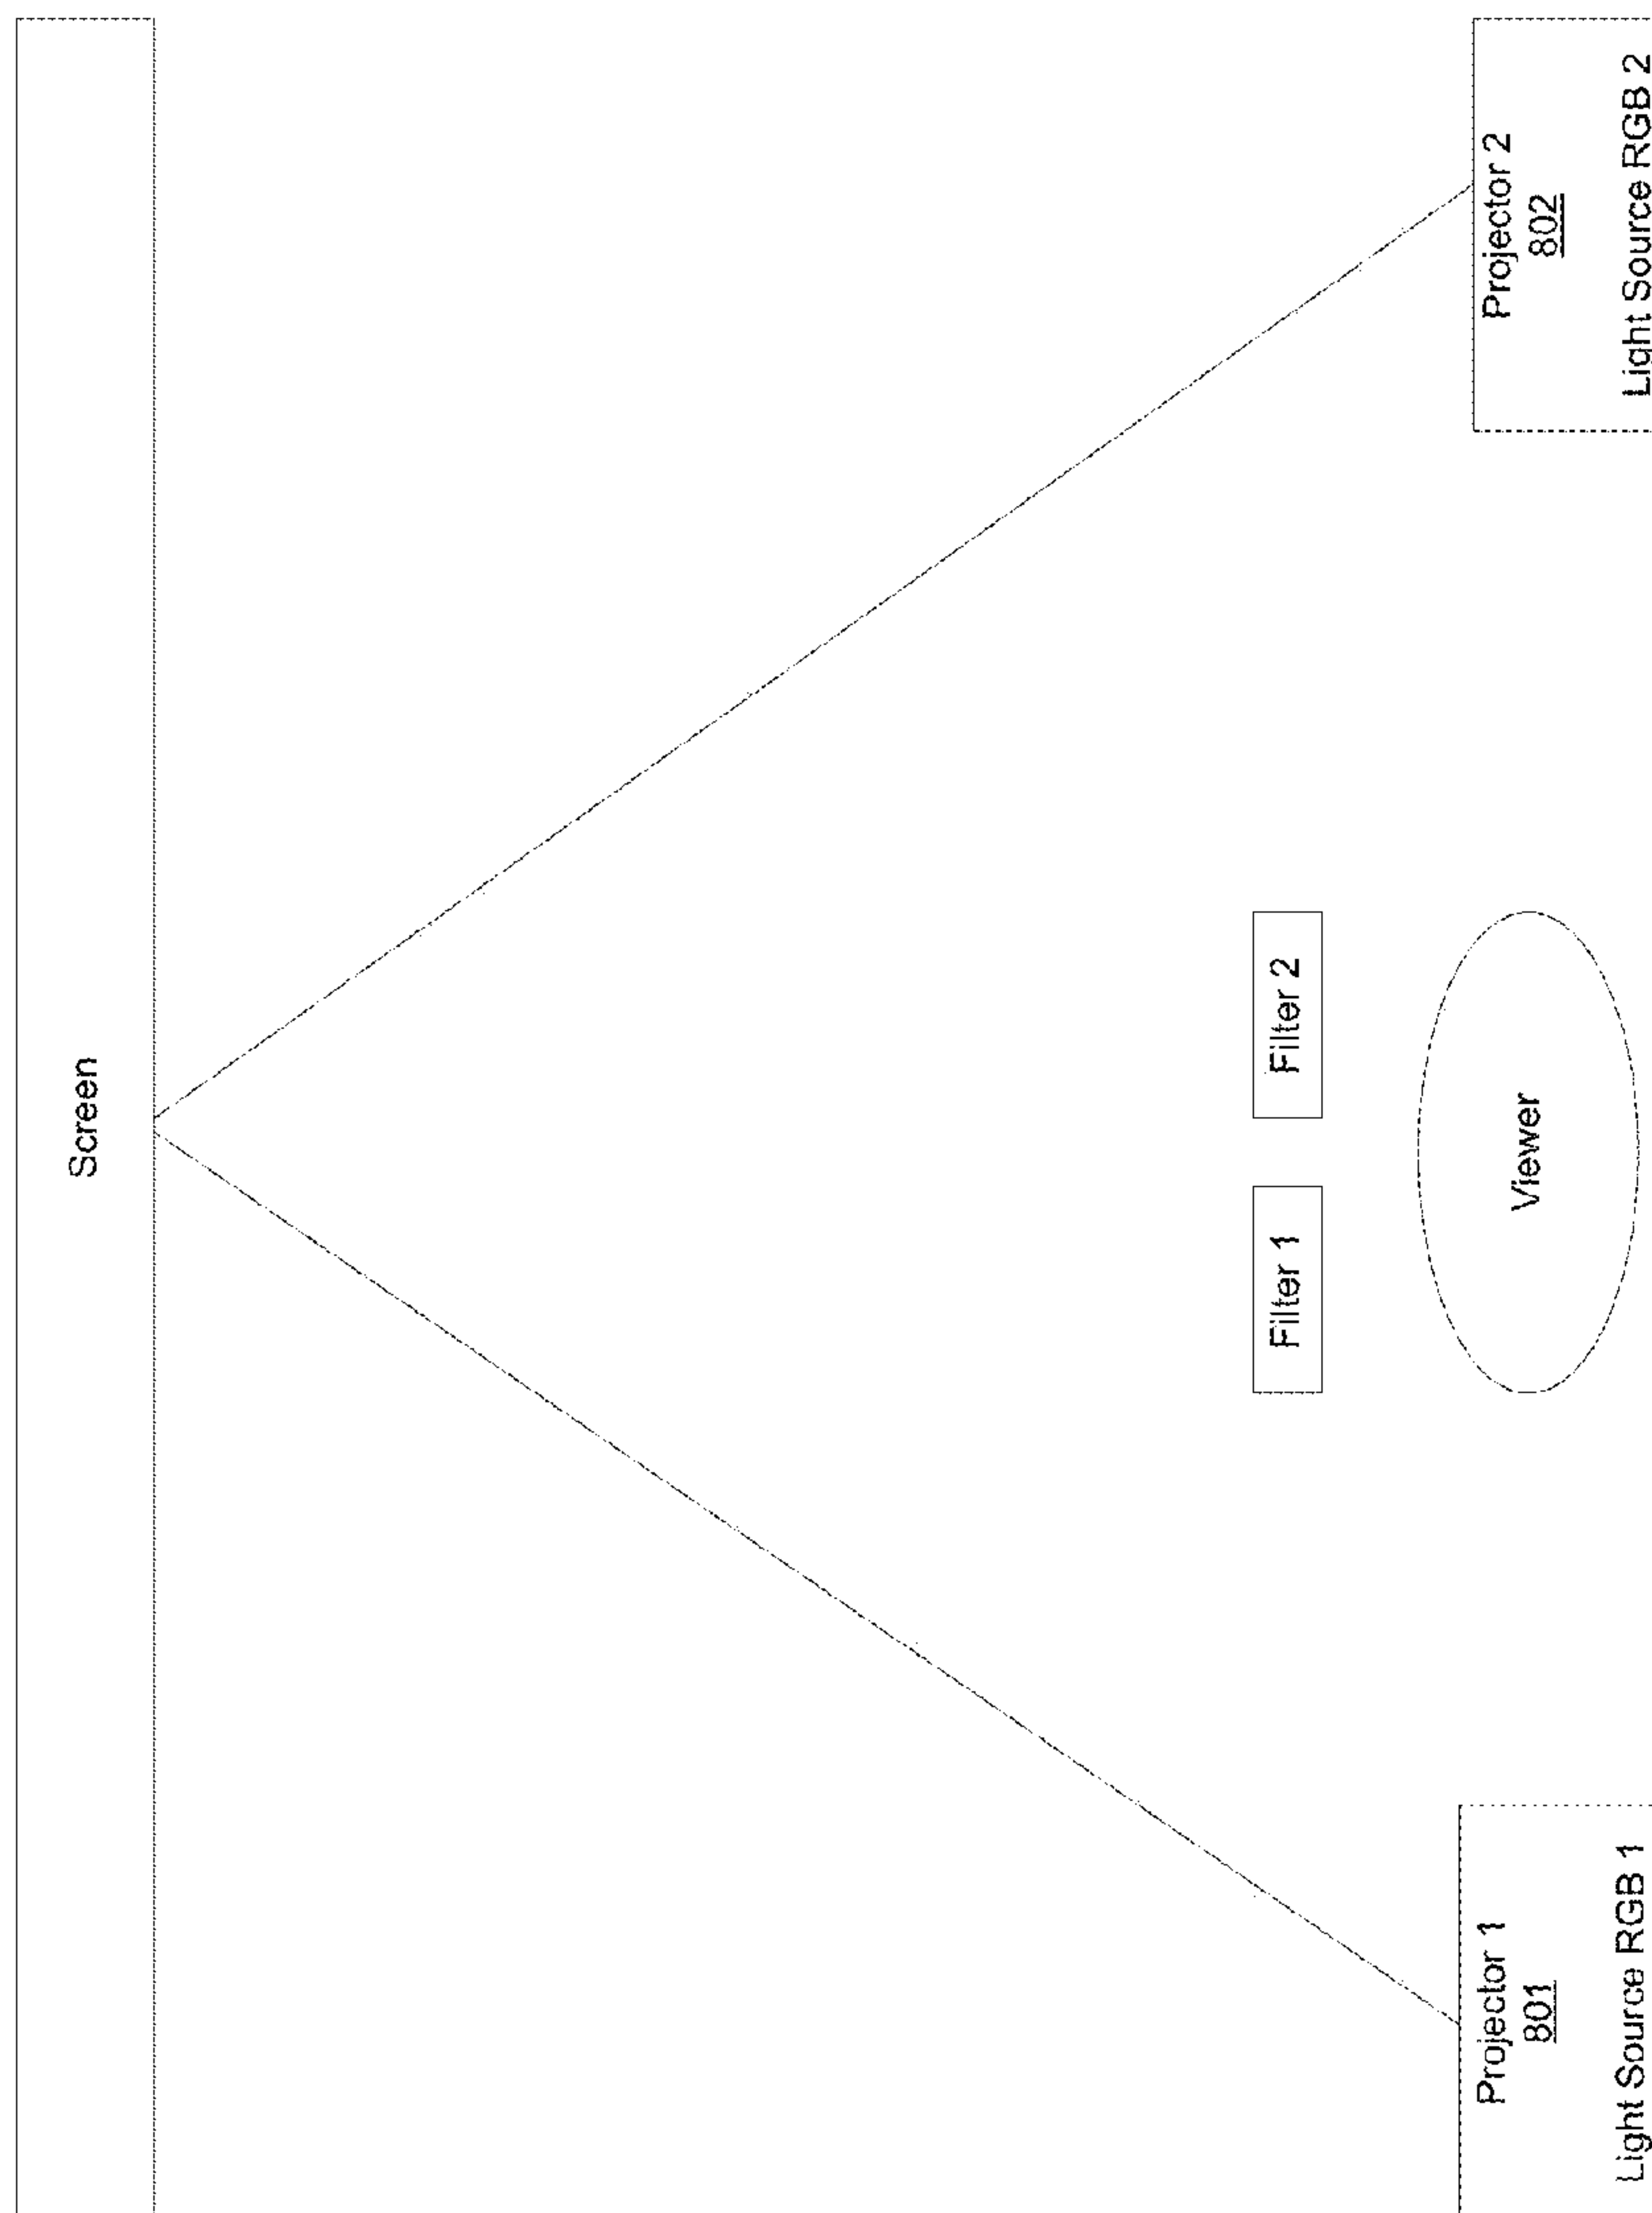 Screen
Filter 1
Filter 2
Viewer
Projector 1
801
Light Source RGB 1
Projector 2
802
Light Source RGB 2